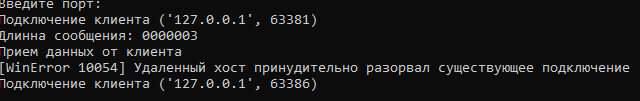 Введите порт:
Подключение клиента ('127.0.0.1', 63381)
Длинна сообщения: 0000003
Прием данных от клиента
[WinError 10054] Удаленный хост принудительно разорвал существующее подключение
Подключение клиента ('127.0.0.1', 63386)